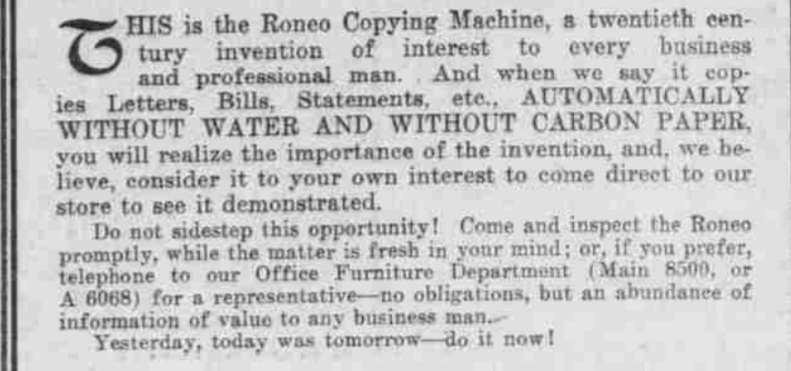 THIS is the Roneo Copying Machine, a twentieth cen-
tury invention of interest to every business
and professional man. And when we say it cop-
ies Letters, Bills, Statements, etc., AUTOMATICALLY
WITHOUT WATER AND WITHOUT CARBON PAPER,
you will realize the importance of the invention, and, we be-
lieve, consider it to your own interest to come direct to our
store to see it demonstrated.
Do not sidestep this opportunity! Come and inspect the Roneo
promptly, while the matter is fresh in your mind; or, if you prefer,
telephone to our Office Furniture Department (Main 8500, or
A 6068) for a representative—no obligations, but an abundance of
information of value to any business man.
Yesterday, today was tomorrow—do it now!